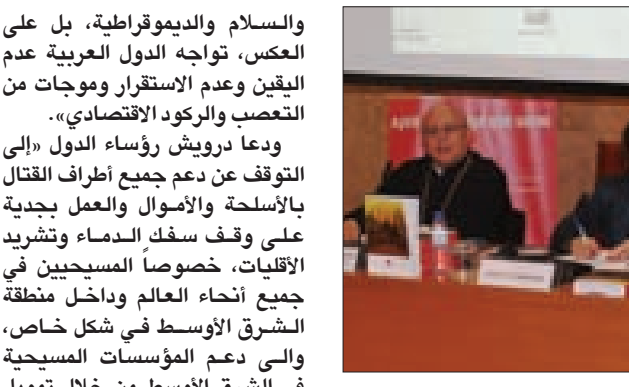 والسلام والديموقراطية، بل على
العكس، تواجه الدول العربية عدم
اليقين وعدم الاستقرار وموجات من
التعصب والركود الاقتصادي».
ودعا درويش رؤساء الدول «إلى
التوقف عن دعم جميع أطراف القتال
بالأسلحة والأموال والعمل بجدية
على وقف سفك الدماء وتشريد
الأقليات، خصوصاً المسيحيين في
جميع أنحاء العالم وداخل منطقة
الشرق الأوسط في شكل خاص،
والى دعم المؤسسات المسيحية
في الشرق الأوسط من خلال تمويل